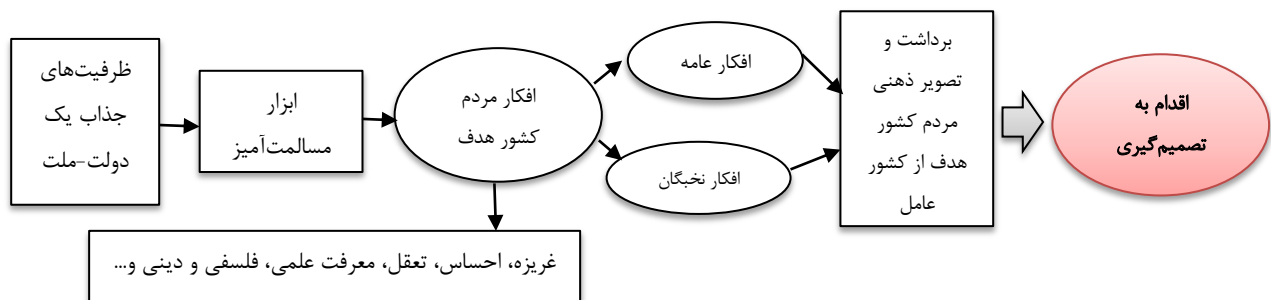 ظرفیت‌های
جذاب یک
دولت-ملت
ابزار
مسالمت‌آمیز
افکار مردم
کشور هدف
افکار عامه
افکار نخبگان
برداشت و
تصویر ذهنی
مردم کشور
هدف از کشور
عامل
اقدام به
تصمیم‌گیری
غریزه، احساس، تعقل، معرفت علمی، فلسفی و دینی و...